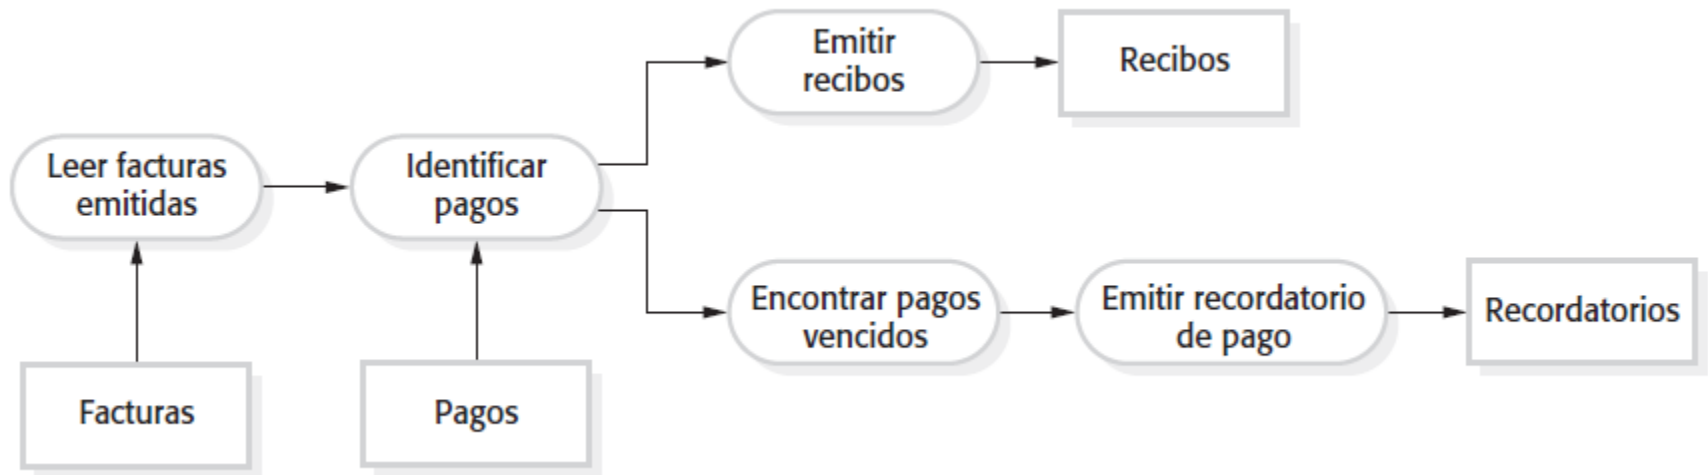 Emitir
recibos
Recibos
Leer facturas
emitidas
Identificar
pagos
Encontrar pagos
vencidos
Emitir recordatorio
de pago
Recordatorios
Facturas
Pagos